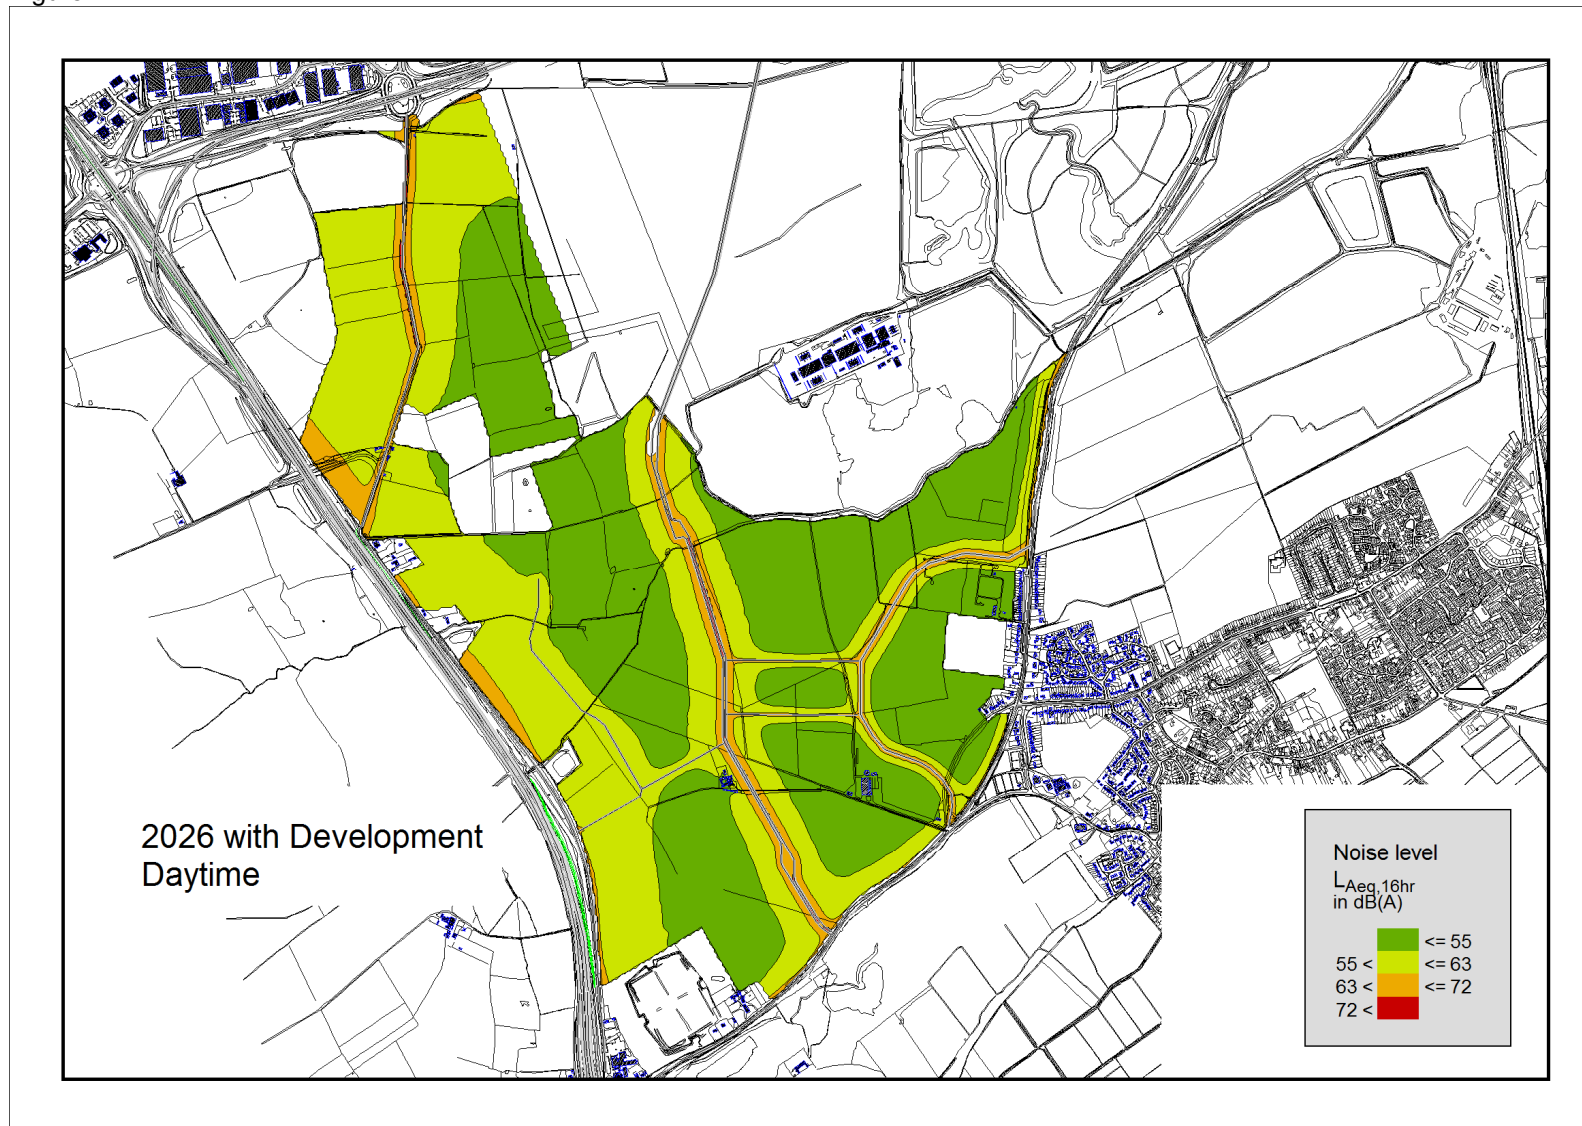 2026 with Development
Daytime
Noise level
LAeq,16hr
in dB(A)
<= 55
55 < <= 63
63 < <= 72
72 <